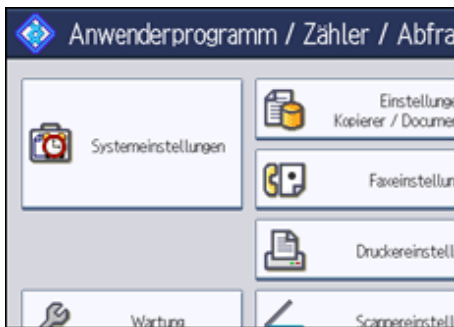 Anwenderprogramm / Zähler / Abfra
Systemeinstellungen
Einstellunge
Kopierer / Documen
Faxeinstellun
Druckereinstell
Wartung
Scannereinstell